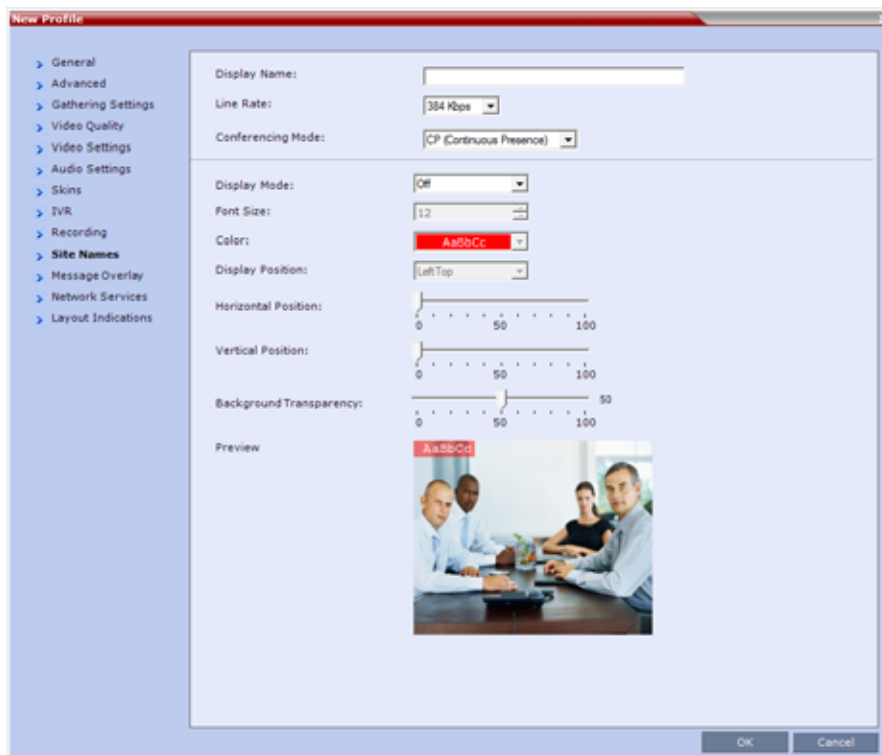 New Profile
General
Advanced
Gathering Settings
Video Quality
Video Settings
Audio Settings
Skins
IVR
Recording
Site Names
Message Overlay
Network Services
Layout Indications
Display Name:
Line Rate: 384 Kbps
Conferencing Mode: CP (Continuous Presence)
Display Mode: Off
Font Size: 12
Color: AaBbCc
Display Position: LeftTop
Horizontal Position:
0 50 100
Vertical Position:
0 50 100
Background Transparency: 50
0 50 100
Preview
AaBbCc
OK Cancel